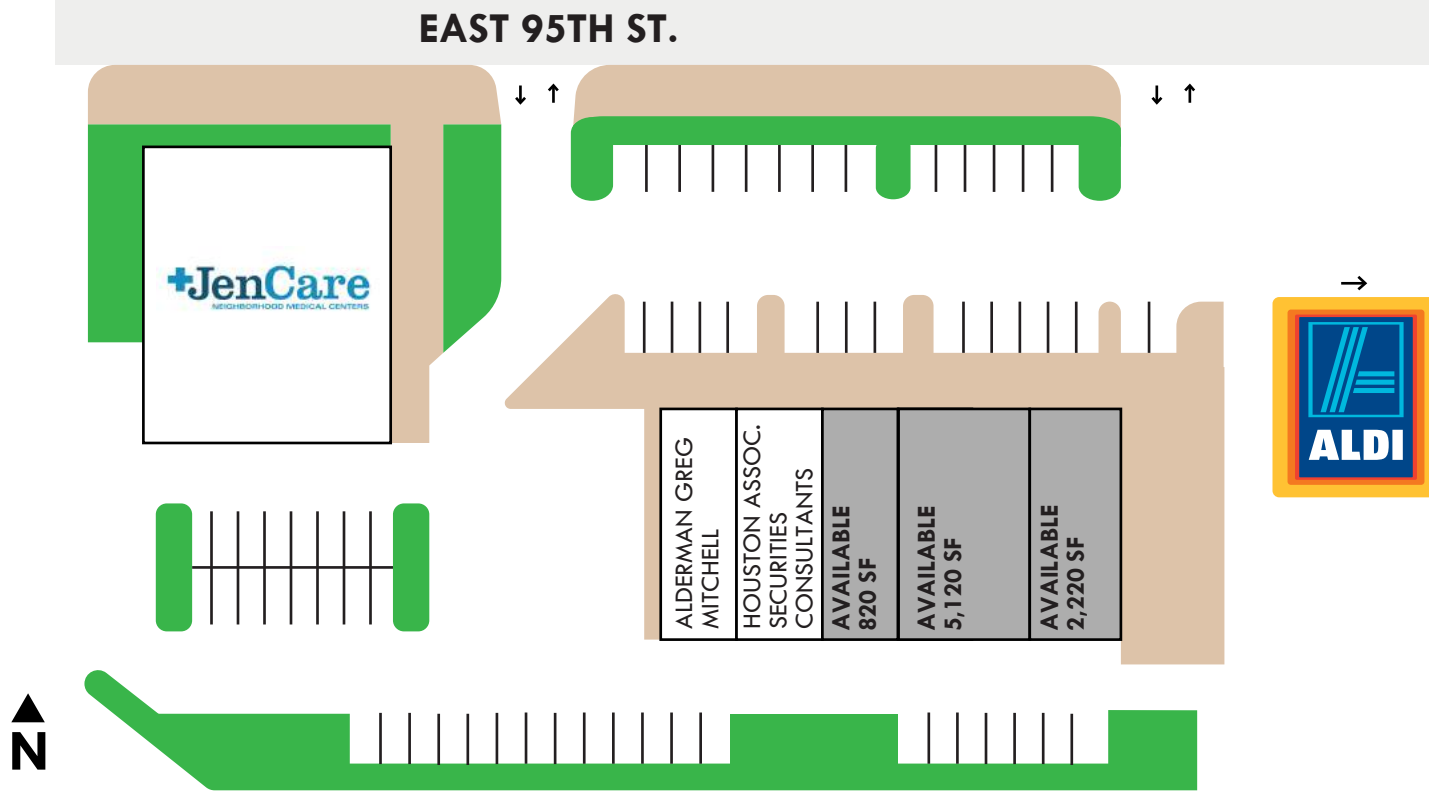 EAST 95TH ST.
JenCare
NEIGHBORHOOD MEDICAL CENTERS
ALDI
ALDERMAN GREG
MITCHELL
HOUSTON ASSOC.
SECURITIES
CONSULTANTS
AVAILABLE
820 SF
AVAILABLE
5,120 SF
AVAILABLE
2,220 SF
N